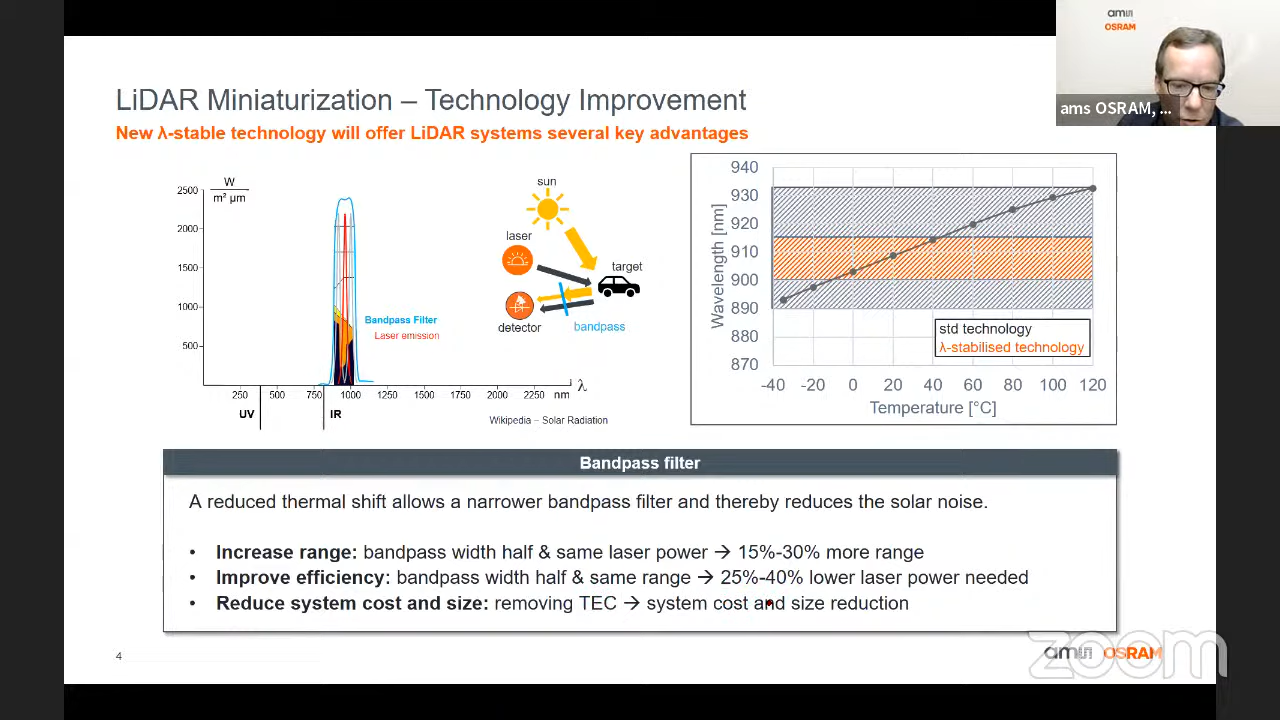 am OSRAM
ams OSRAM, ...
LiDAR Miniaturization – Technology Improvement
New λ-stable technology will offer LiDAR systems several key advantages
W
m² μm
2500
2000
1500
1000
500
250 500 750 1000 1250 1500 1750 2000 2250 nm λ
UV IR
Bandpass Filter
Laser emission
sun
laser
target
detector
bandpass
Wikipedia – Solar Radiation
Wavelength [nm]
940
930
920
910
900
890
880
870
-40 -20 0 20 40 60 80 100 120
Temperature [°C]
std technology
λ-stabilised technology
Bandpass filter
A reduced thermal shift allows a narrower bandpass filter and thereby reduces the solar noise.
• Increase range: bandpass width half & same laser power → 15%-30% more range
• Improve efficiency: bandpass width half & same range → 25%-40% lower laser power needed
• Reduce system cost and size: removing TEC → system cost and size reduction
4
amu OSRAM
zoom